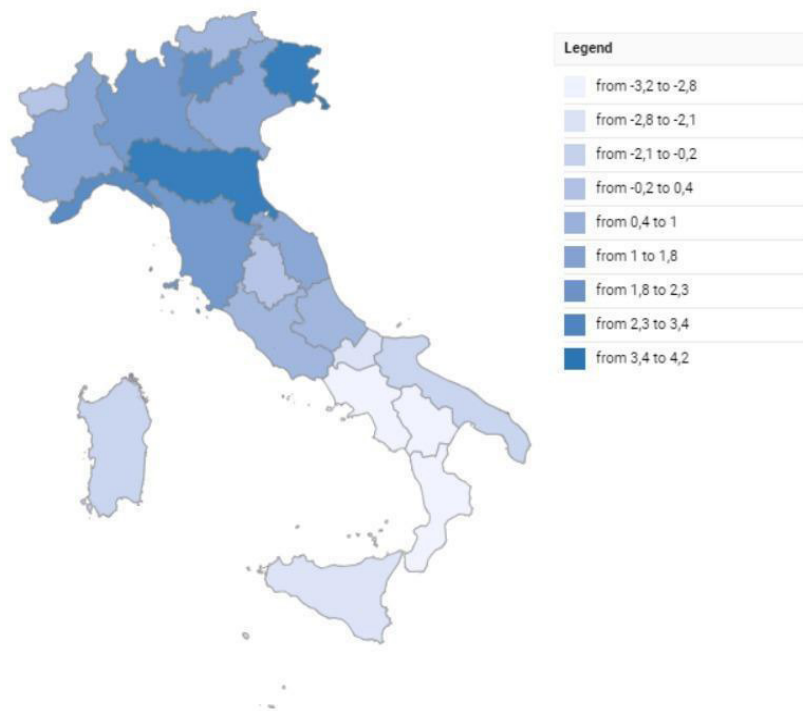 Legend
from -3,2 to -2,8
from -2,8 to -2,1
from -2,1 to -0,2
from -0,2 to 0,4
from 0,4 to 1
from 1 to 1,8
from 1,8 to 2,3
from 2,3 to 3,4
from 3,4 to 4,2